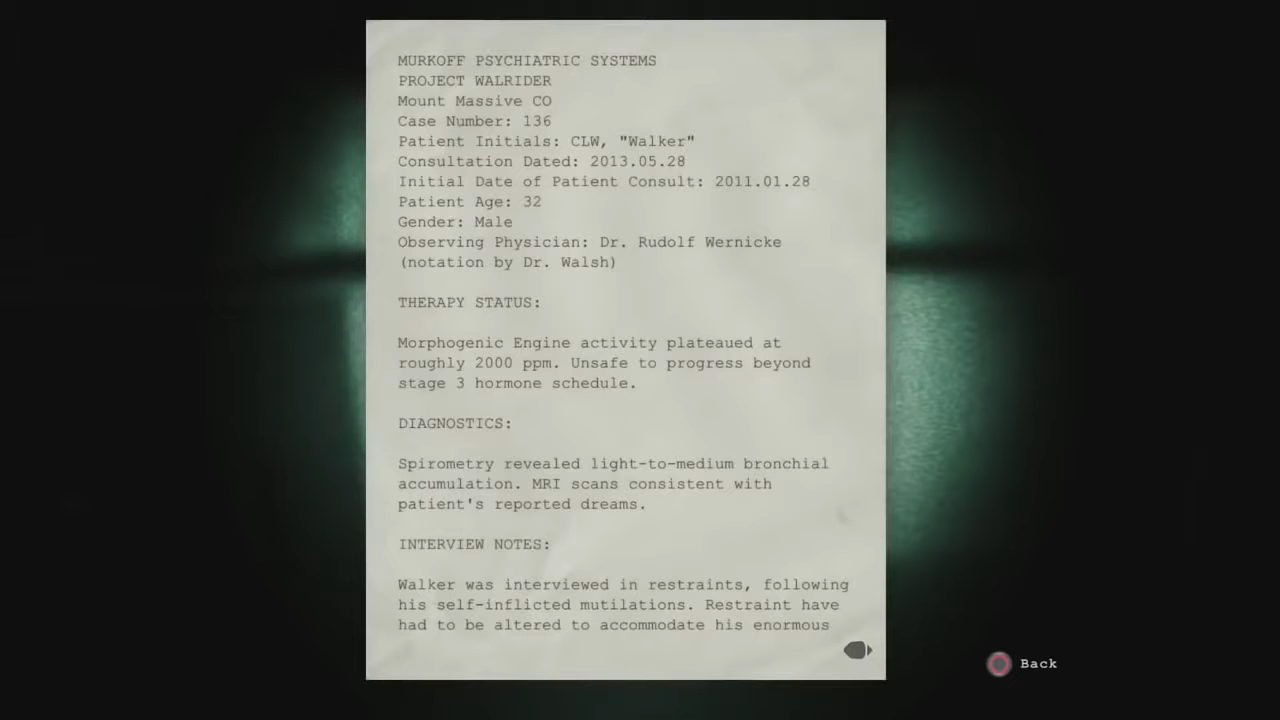 MURKOFF PSYCHIATRIC SYSTEMS
PROJECT WALRIDER
Mount Massive CO
Case Number: 136
Patient Initials: CLW, "Walker"
Consultation Dated: 2013.05.28
Initial Date of Patient Consult: 2011.01.28
Patient Age: 32
Gender: Male
Observing Physician: Dr. Rudolf Wernicke
(notation by Dr. Walsh)
THERAPY STATUS:
Morphogenic Engine activity plateaued at
roughly 2000 ppm. Unsafe to progress beyond
stage 3 hormone schedule.
DIAGNOSTICS:
Spirometry revealed light-to-medium bronchial
accumulation. MRI scans consistent with
patient's reported dreams.
INTERVIEW NOTES:
Walker was interviewed in restraints, following
his self-inflicted mutilations. Restraint have
had to be altered to accommodate his enormous
Back